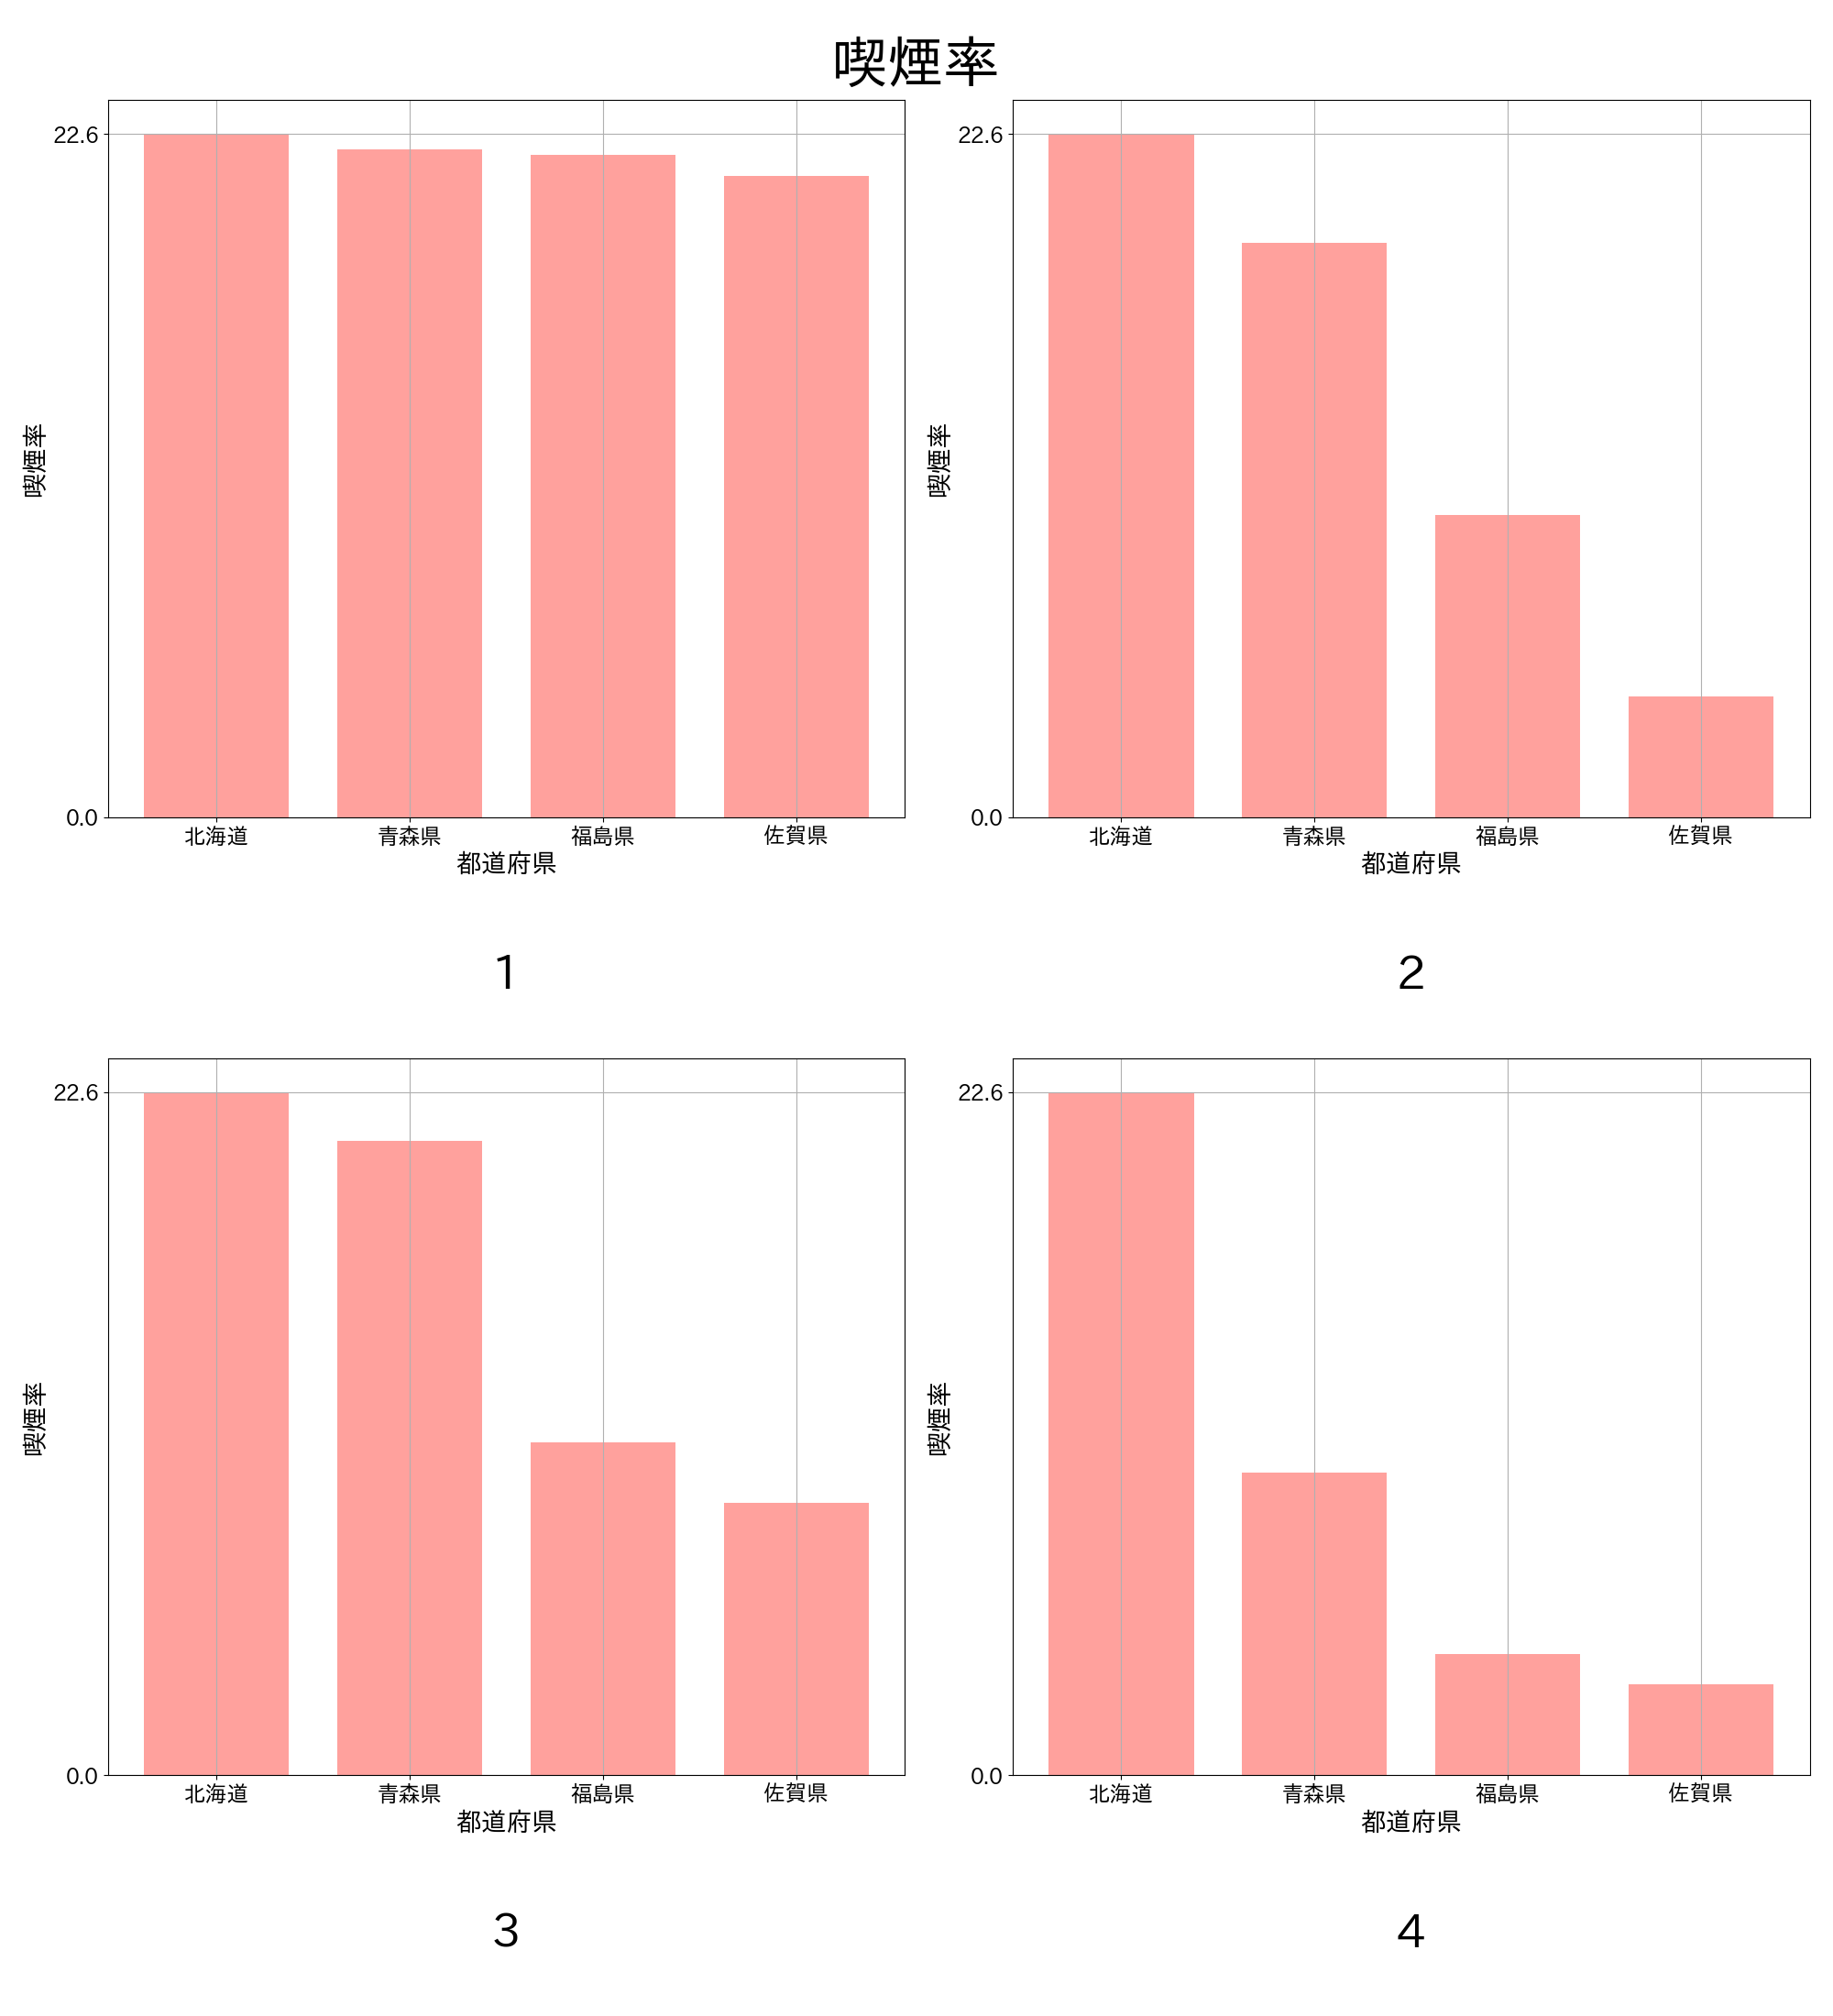 喫煙率
喫煙率
22.6
0.0
北海道 青森県 福島県 佐賀県
都道府県
1
喫煙率
22.6
0.0
北海道 青森県 福島県 佐賀県
都道府県
2
喫煙率
22.6
0.0
北海道 青森県 福島県 佐賀県
都道府県
3
喫煙率
22.6
0.0
北海道 青森県 福島県 佐賀県
都道府県
4